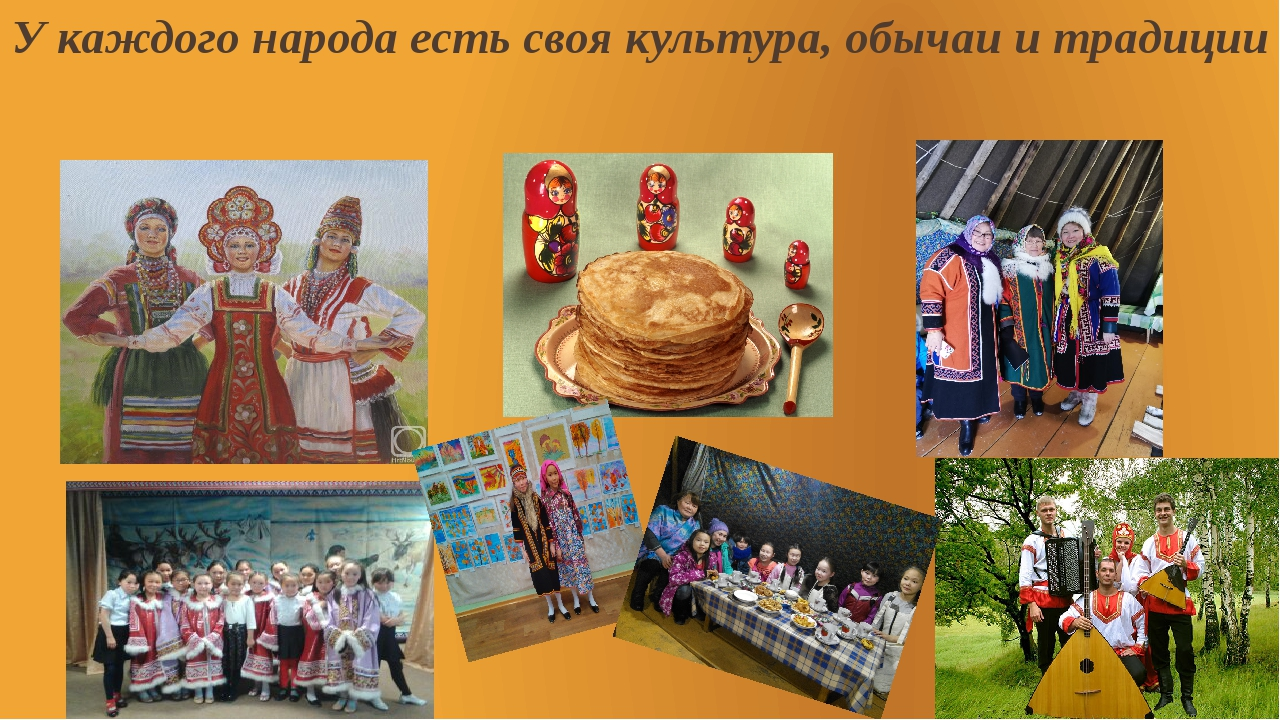 У каждого народа есть своя культура, обычаи и традиции